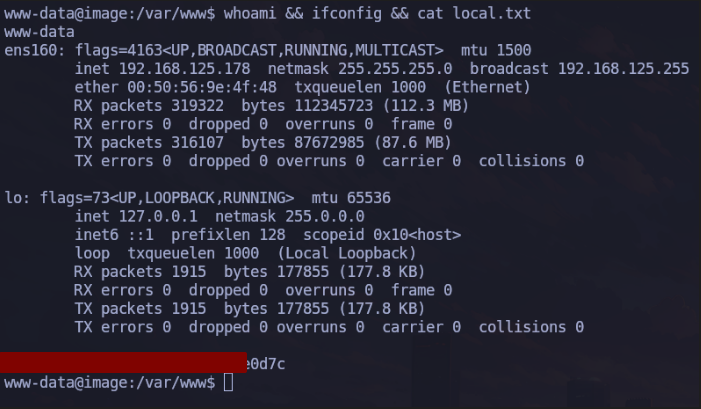 www-data@image:/var/www$ whoami && ifconfig && cat local.txt
www-data
ens160: flags=4163<UP,BROADCAST,RUNNING,MULTICAST>  mtu 1500
        inet 192.168.125.178  netmask 255.255.255.0  broadcast 192.168.125.255
        ether 00:50:56:9e:4f:48  txqueuelen 1000  (Ethernet)
        RX packets 319322  bytes 112345723 (112.3 MB)
        RX errors 0  dropped 0  overruns 0  frame 0
        TX packets 316107  bytes 87672985 (87.6 MB)
        TX errors 0  dropped 0 overruns 0  carrier 0  collisions 0

lo: flags=73<UP,LOOPBACK,RUNNING>  mtu 65536
        inet 127.0.0.1  netmask 255.0.0.0
        inet6 ::1  prefixlen 128  scopeid 0x10<host>
        loop  txqueuelen 1000  (Local Loopback)
        RX packets 1915  bytes 177855 (177.8 KB)
        RX errors 0  dropped 0  overruns 0  frame 0
        TX packets 1915  bytes 177855 (177.8 KB)
        TX errors 0  dropped 0 overruns 0  carrier 0  collisions 0

e0d7c
www-data@image:/var/www$